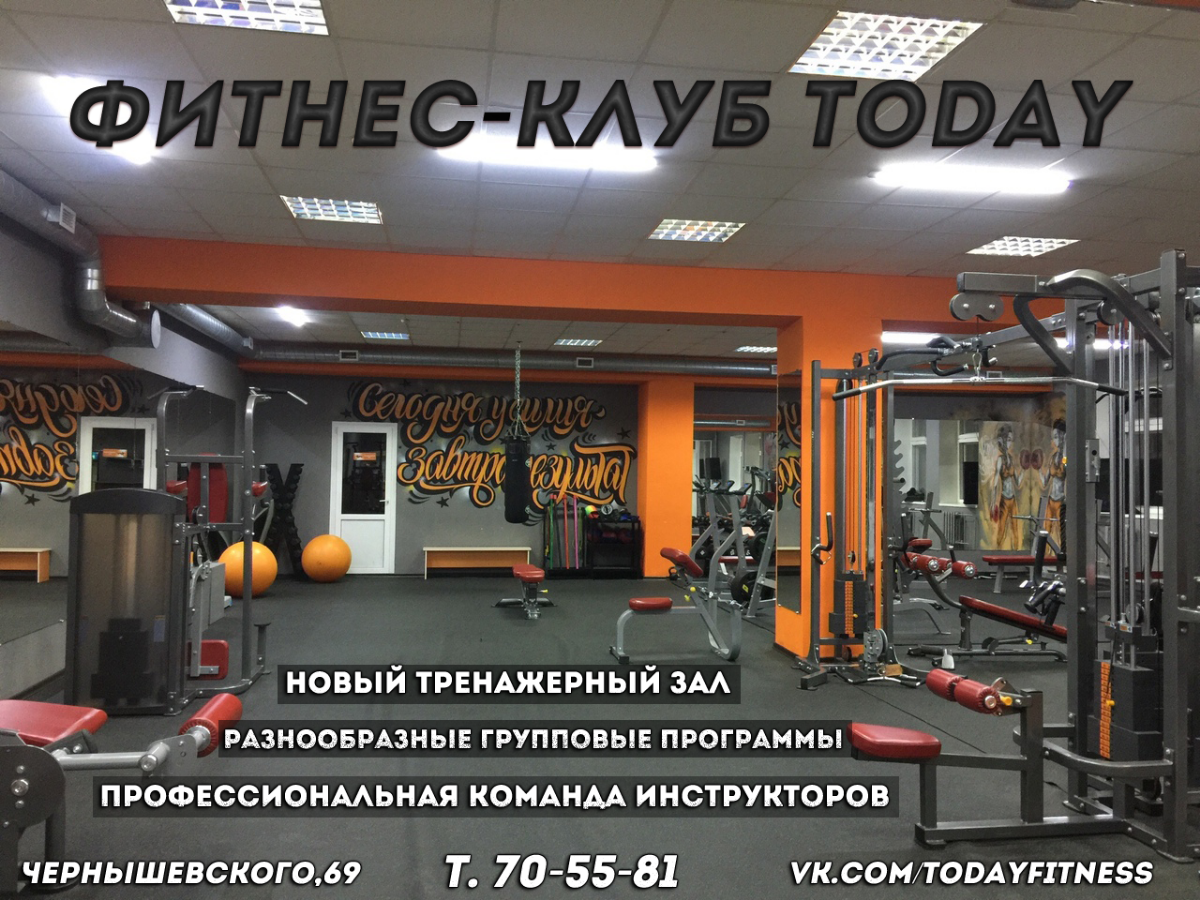 ФИТНЕС-КЛУБ TODAY
Сегодня усилия
завтра результат
НОВЫЙ ТРЕНАЖЕРНЫЙ ЗАЛ
РАЗНООБРАЗНЫЕ ГРУППОВЫЕ ПРОГРАММЫ
ПРОФЕССИОНАЛЬНАЯ КОМАНДА ИНСТРУКТОРОВ
ЧЕРНЫШЕВСКОГО,69
Т. 70-55-81
VK.COM/TODAYFITNESS